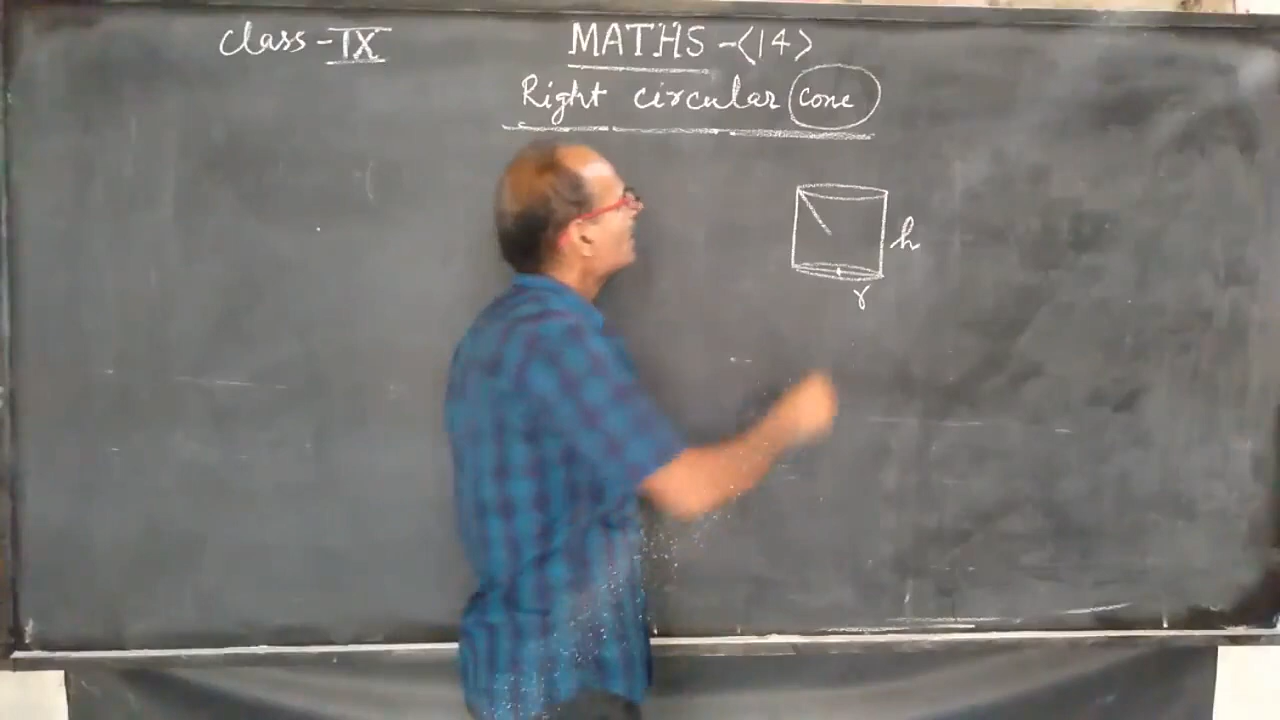 Class - IX
MATHS - <14>
Right circular cone
h
r